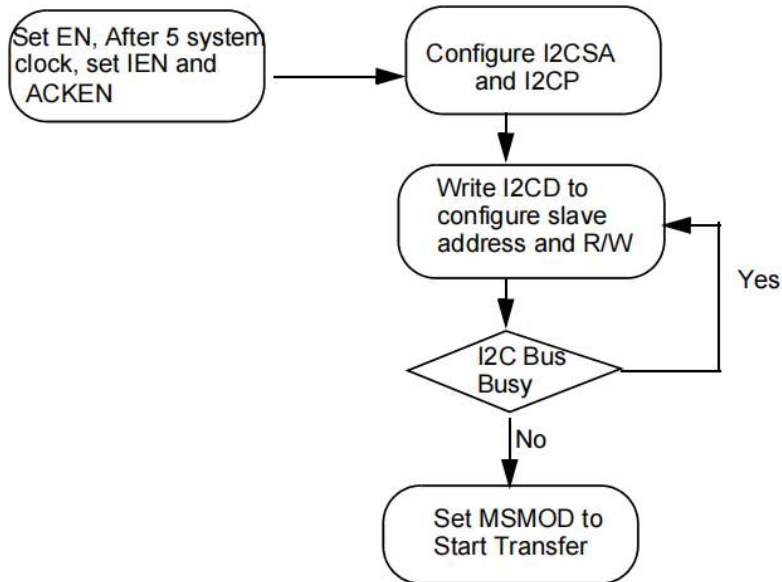 Set EN, After 5 system
clock, set IEN and
ACKEN
Configure I2CSA
and I2CP
Write I2CD to
configure slave
address and R/W
Yes
I2C Bus
Busy
No
Set MSMOD to
Start Transfer